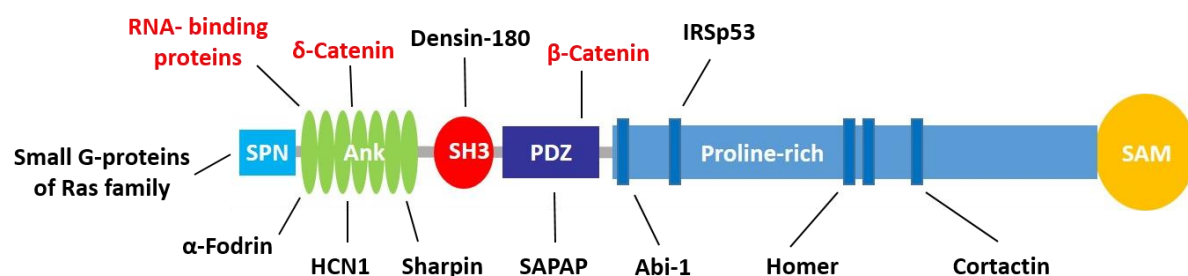 RNA- binding
proteins
δ-Catenin
Densin-180
β-Catenin
IRSp53
Small G-proteins
of Ras family
SPN
Ank
SH3
PDZ
Proline-rich
SAM
α-Fodrin
HCN1
Sharpin
SAPAP
Abi-1
Homer
Cortactin